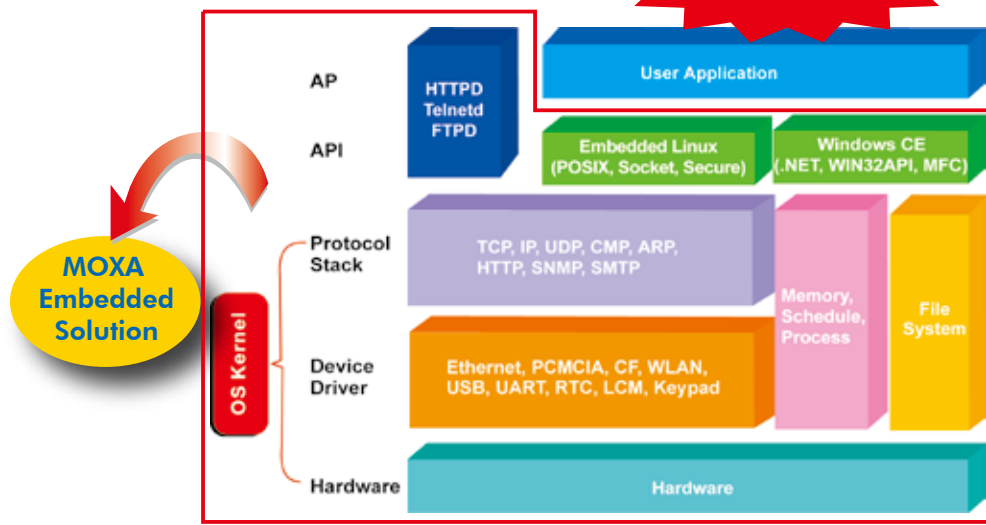 AP
HTTPD
Telnetd
FTPD
User Application
API
Embedded Linux
(POSIX, Socket, Secure)
Windows CE
(.NET, WIN32API, MFC)
MOXA
Embedded
Solution
OS Kernel
Protocol
Stack
TCP, IP, UDP, CMP, ARP,
HTTP, SNMP, SMTP
Memory,
Schedule,
Process
File
System
Device
Driver
Ethernet, PCMCIA, CF, WLAN,
USB, UART, RTC, LCM, Keypad
Hardware
Hardware